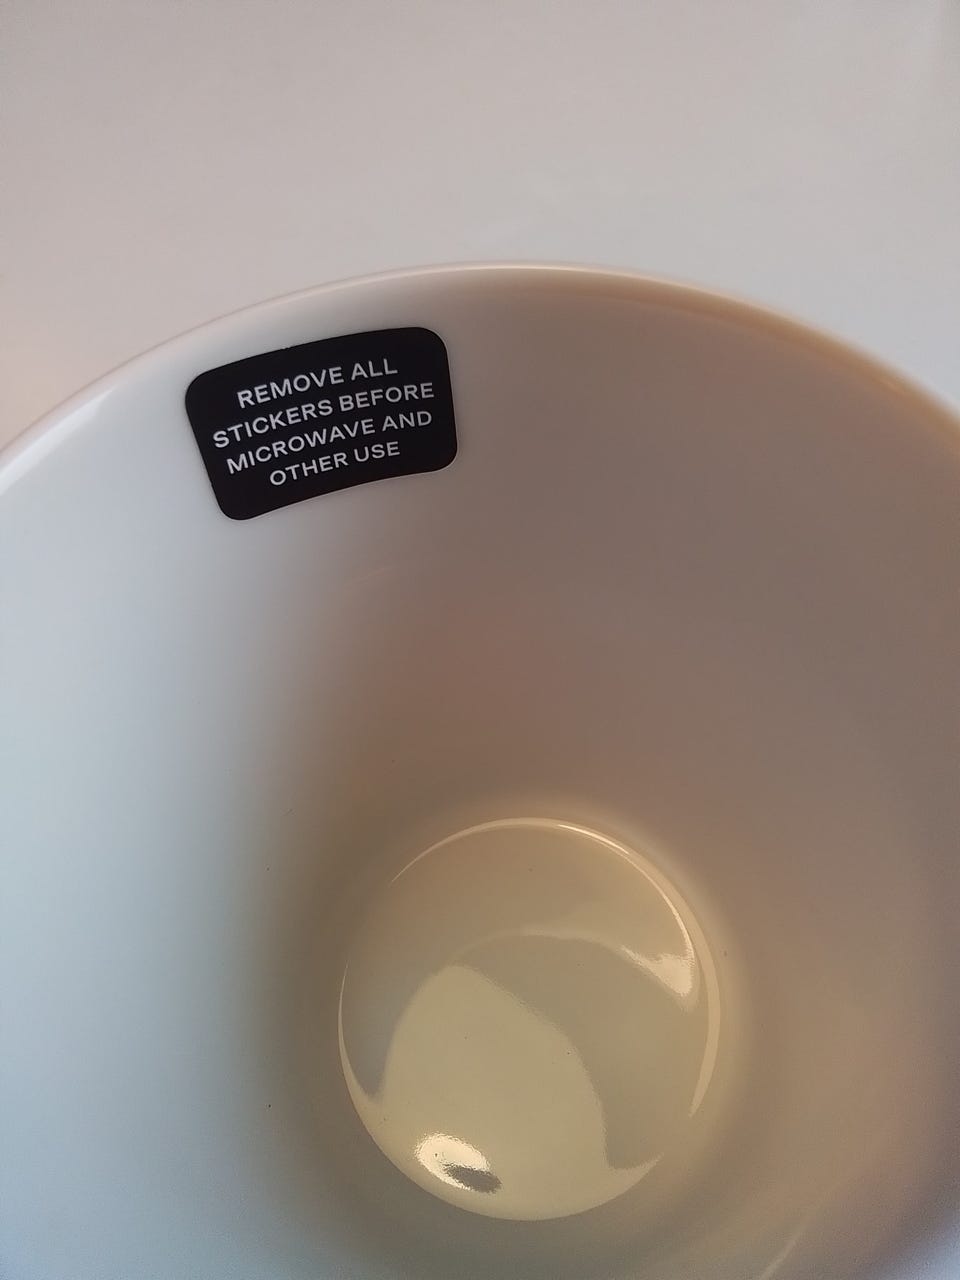 REMOVE ALL
STICKERS BEFORE
MICROWAVE AND
OTHER USE